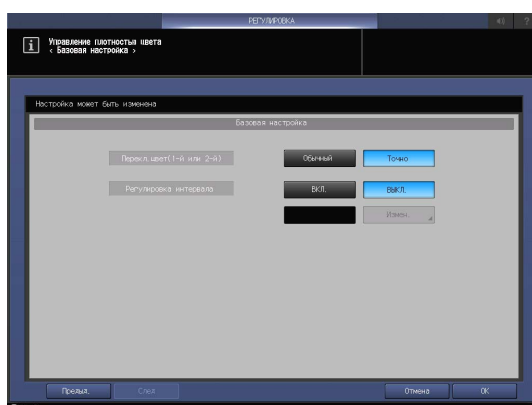 РЕГУЛИРОВКА
?
i
Управление плотностья цвета
< Базовая настройка >
Настройка может быть изменена
Базовая настройка
Перекл.цвет(1-й или 2-й)
Обычный
Точно
Регулировка интервала
ВКЛ.
ВЫКЛ.
Измен.
Предыд.
След
Отмена
OK